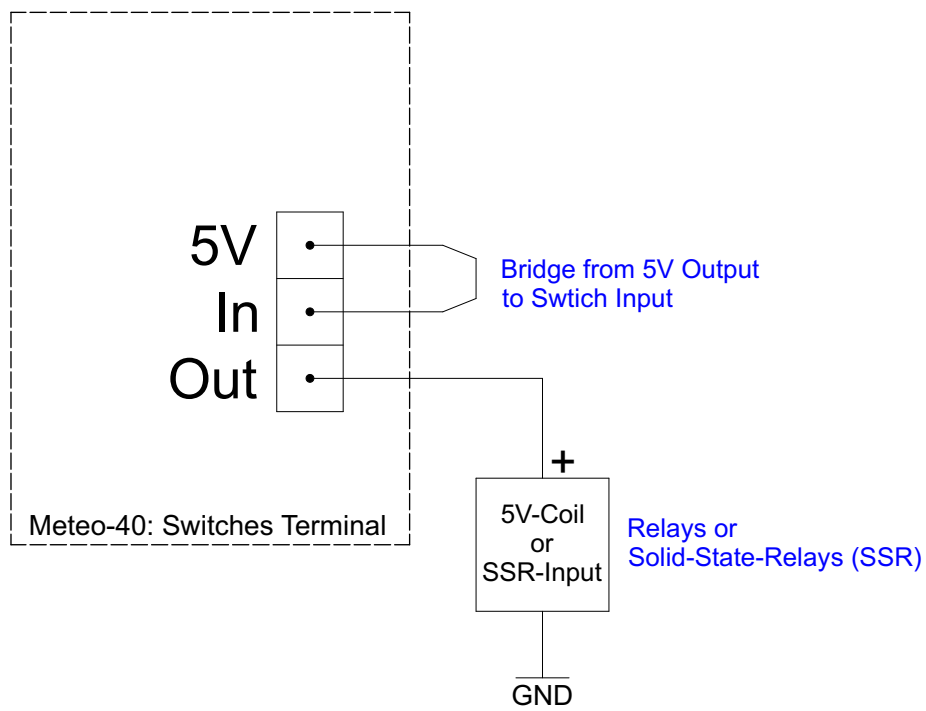 5V
In
Out
Bridge from 5V Output
to Swtich Input
Meteo-40: Switches Terminal
+
5V-Coil
or
SSR-Input
Relays or
Solid-State-Relays (SSR)
GND